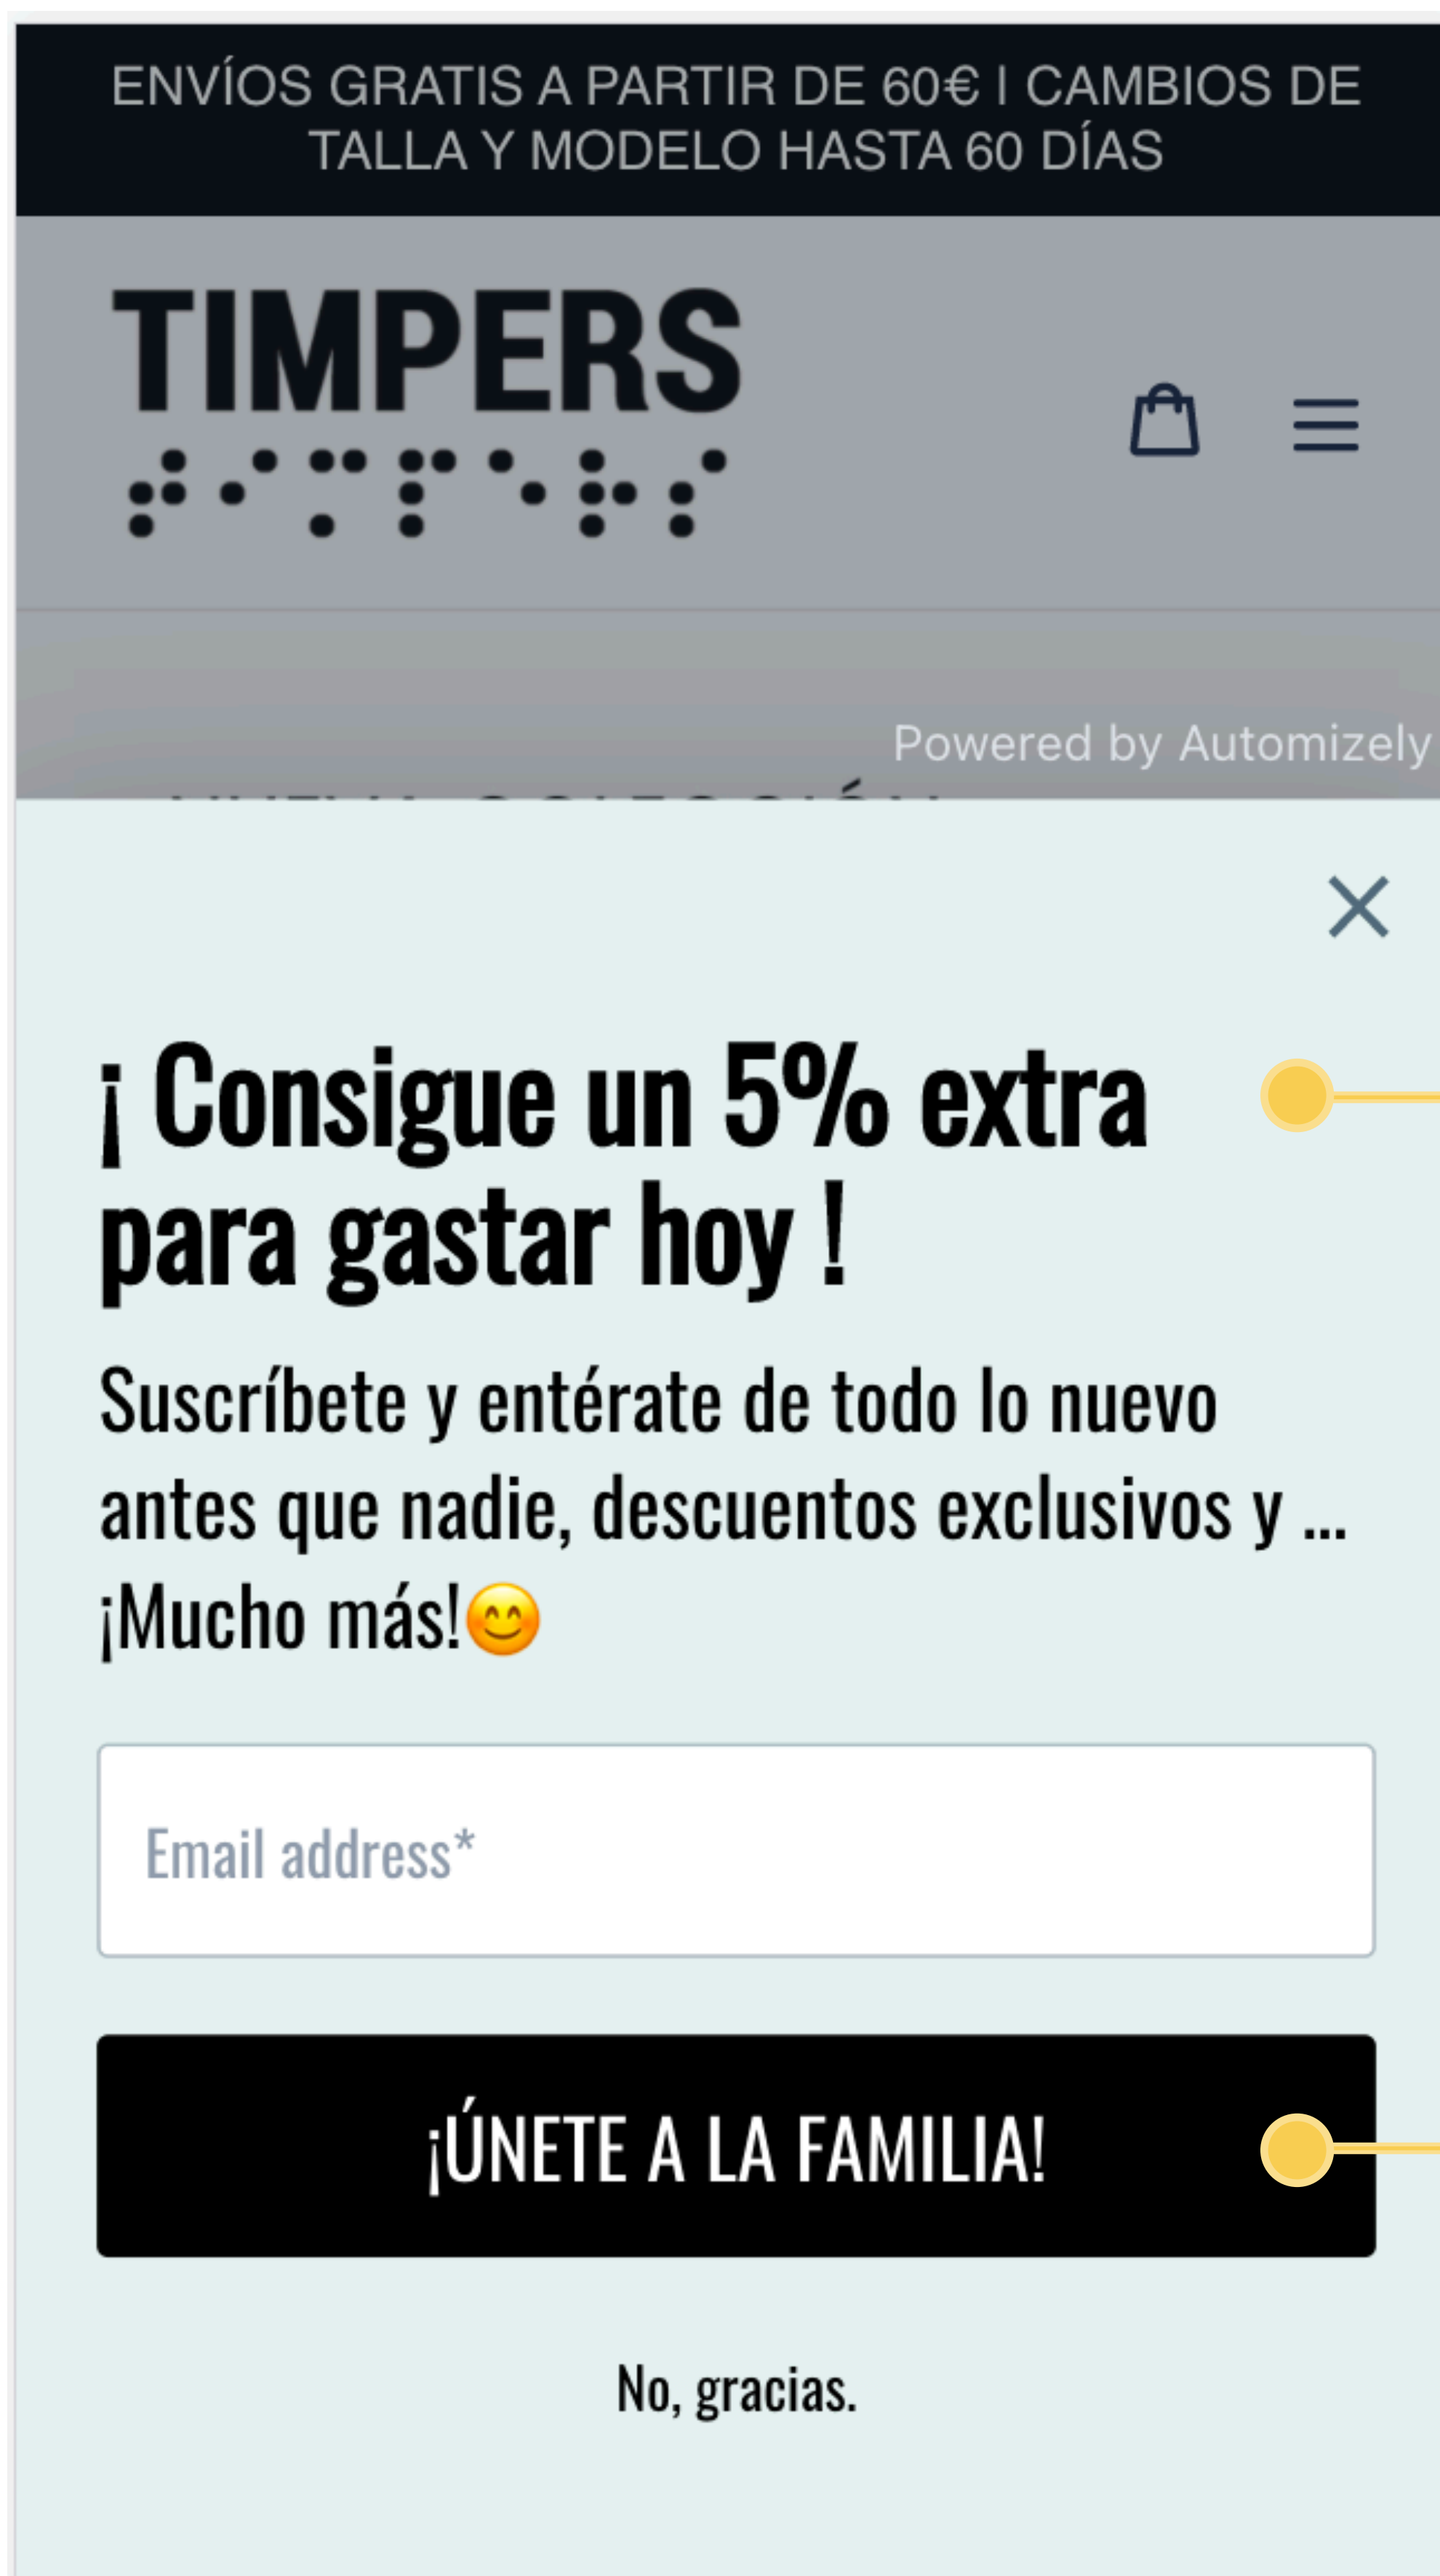 ENVÍOS GRATIS A PARTIR DE 60€ | CAMBIOS DE
TALLA Y MODELO HASTA 60 DÍAS
TIMPERS
⠞⠊⠍⠏⠑⠗⠎
Powered by Automizely
¡ Consigue un 5% extra
para gastar hoy !
Suscríbete y entérate de todo lo nuevo
antes que nadie, descuentos exclusivos y ...
¡Mucho más!😊
Email address*
¡ÚNETE A LA FAMILIA!
No, gracias.